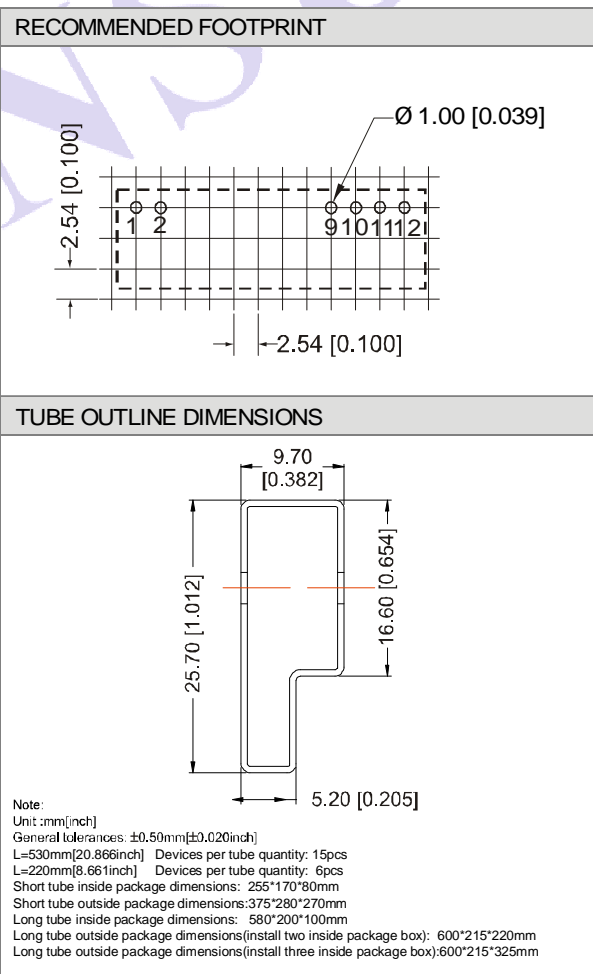 RECOMMENDED FOOTPRINT
Ø 1.00 [0.039]
2.54 [0.100]
1 2 9 10 11 12
2.54 [0.100]
TUBE OUTLINE DIMENSIONS
9.70
[0.382]
25.70 [1.012]
16.60 [0.654]
5.20 [0.205]
Note:
Unit :mm[inch]
General tolerances: ±0.50mm[±0.020inch]
L=530mm[20.866inch] Devices per tube quantity: 15pcs
L=220mm[8.661inch] Devices per tube quantity: 6pcs
Short tube inside package dimensions: 255*170*80mm
Short tube outside package dimensions:375*280*270mm
Long tube inside package dimensions: 580*200*100mm
Long tube outside package dimensions(install two inside package box): 600*215*220mm
Long tube outside package dimensions(install three inside package box):600*215*325mm